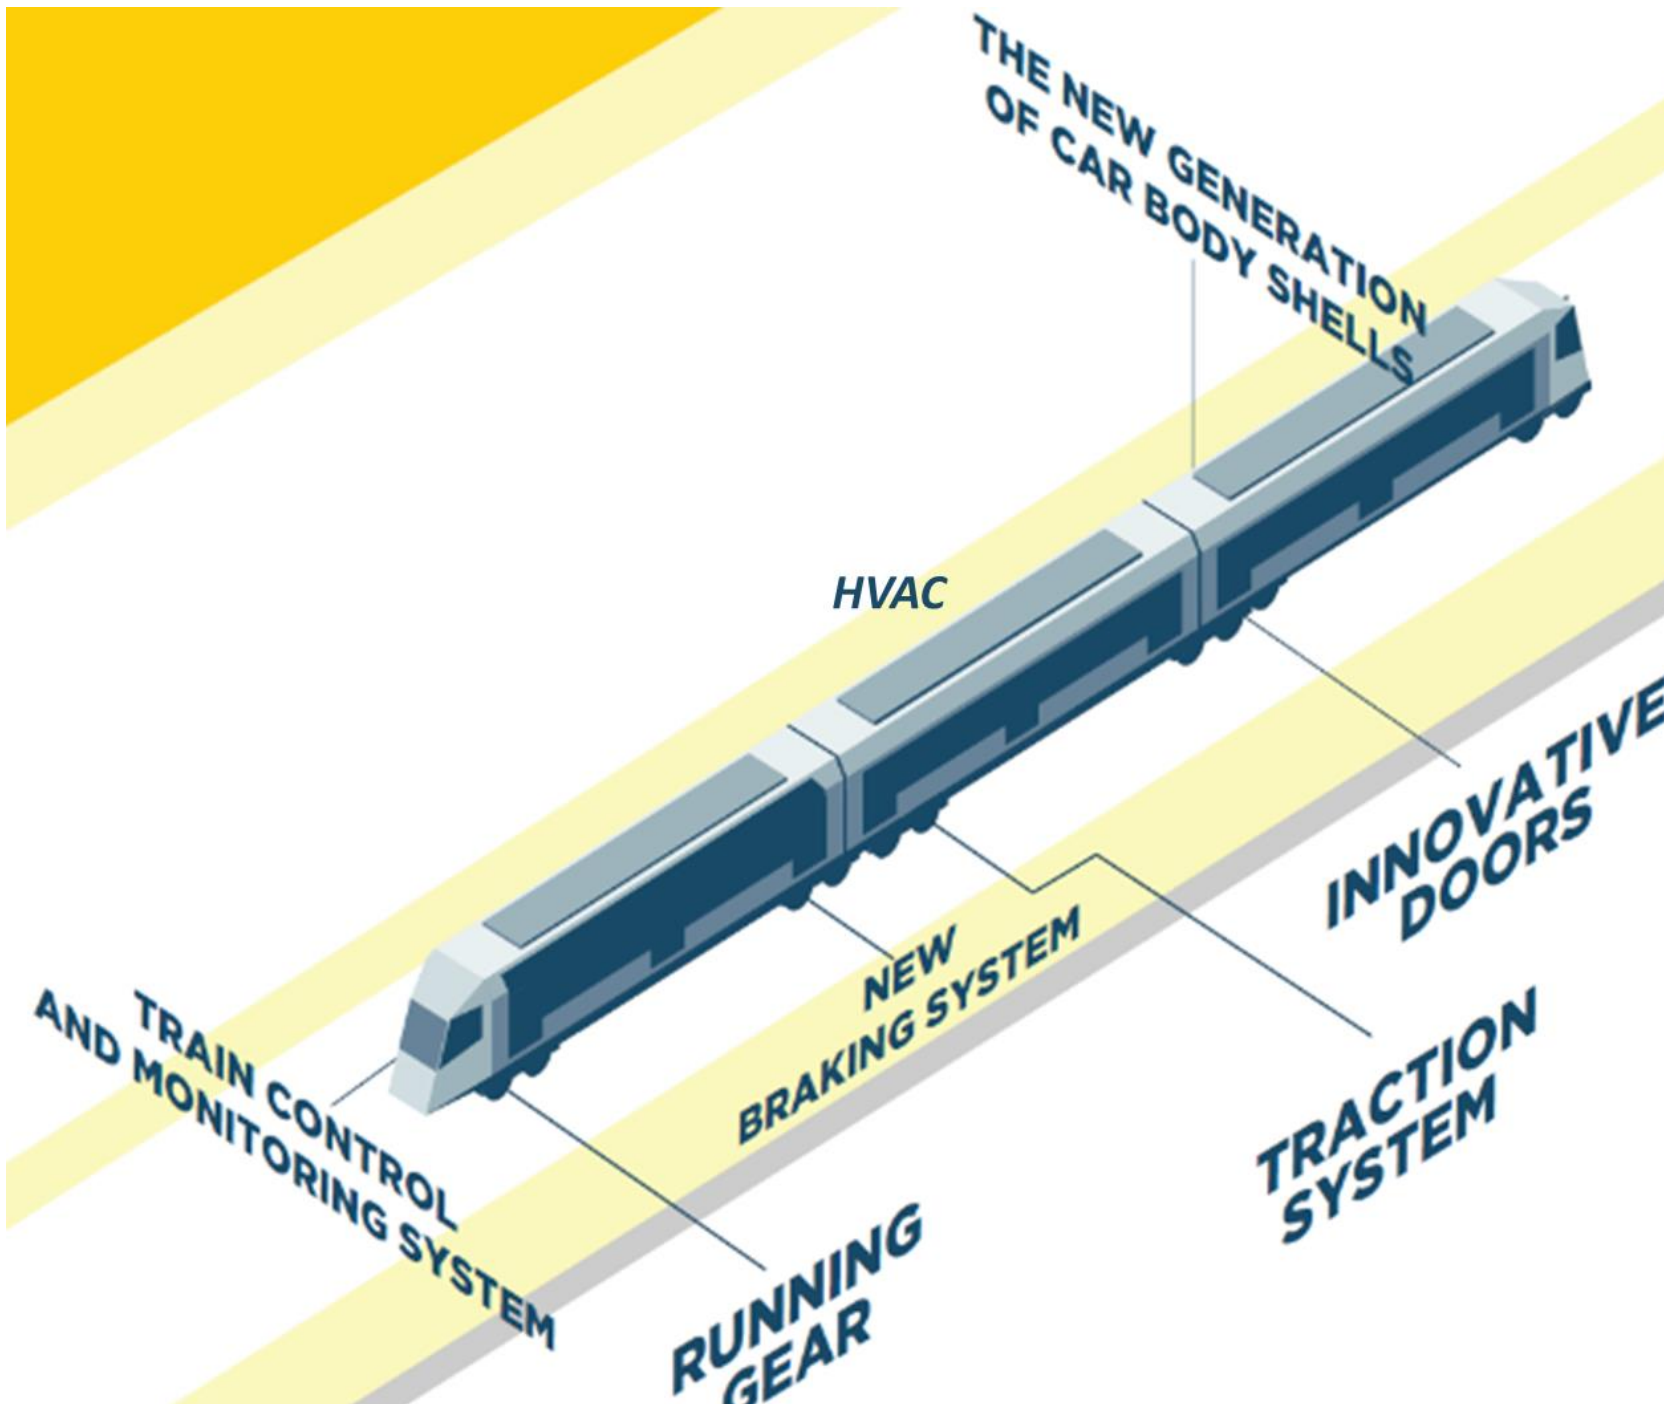 THE NEW GENERATION
OF CAR BODY SHELLS
HVAC
INNOVATIVE
DOORS
NEW
BRAKING SYSTEM
TRACTION
SYSTEM
TRAIN CONTROL
AND MONITORING SYSTEM
RUNNING
GEAR